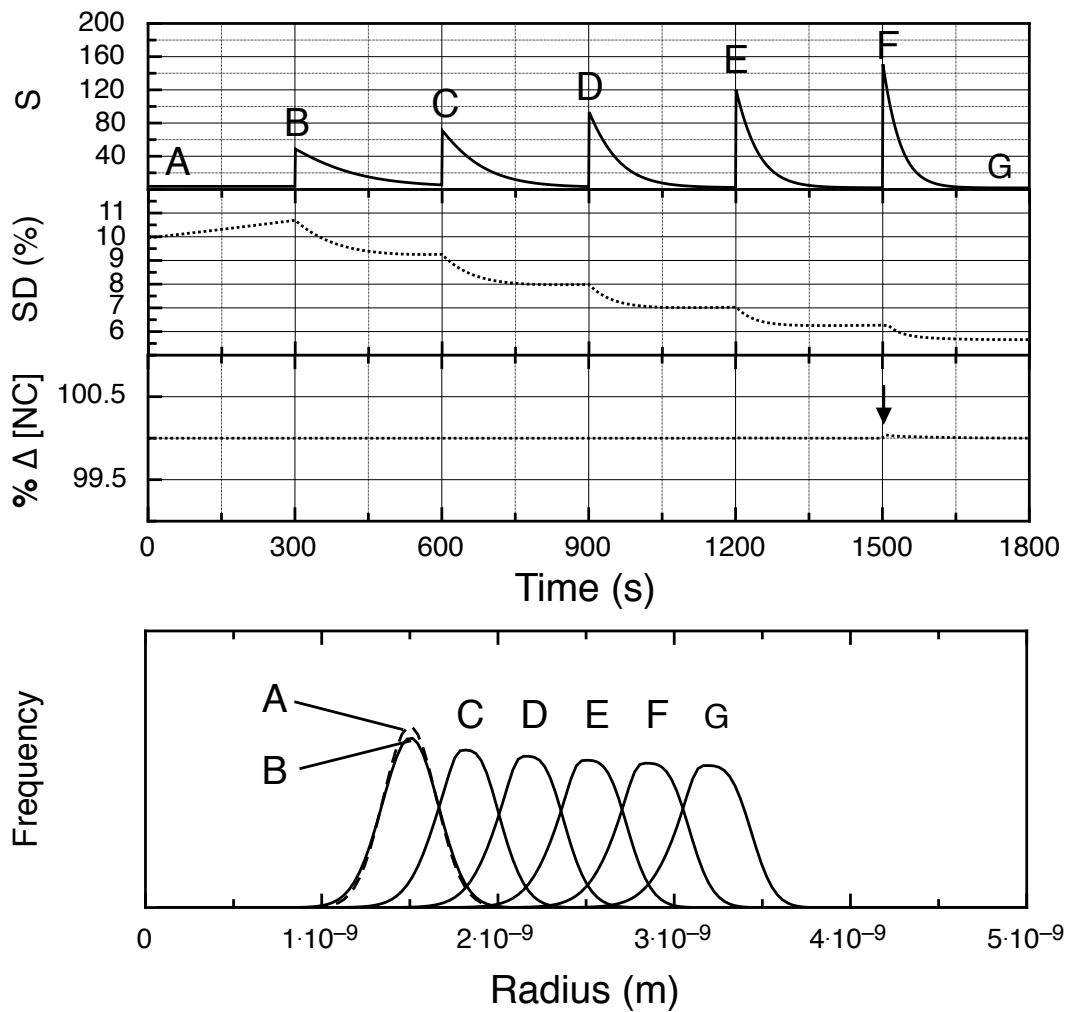 200
160
120
80
40
S
A
B
C
D
E
F
G
11
10
9
8
7
6
SD (%)
100.5
99.5
% Δ [NC]
0 300 600 900 1200 1500 1800
Time (s)
A
B
C D E F G
Frequency
0 1·10⁻⁹ 2·10⁻⁹ 3·10⁻⁹ 4·10⁻⁹ 5·10⁻⁹
Radius (m)